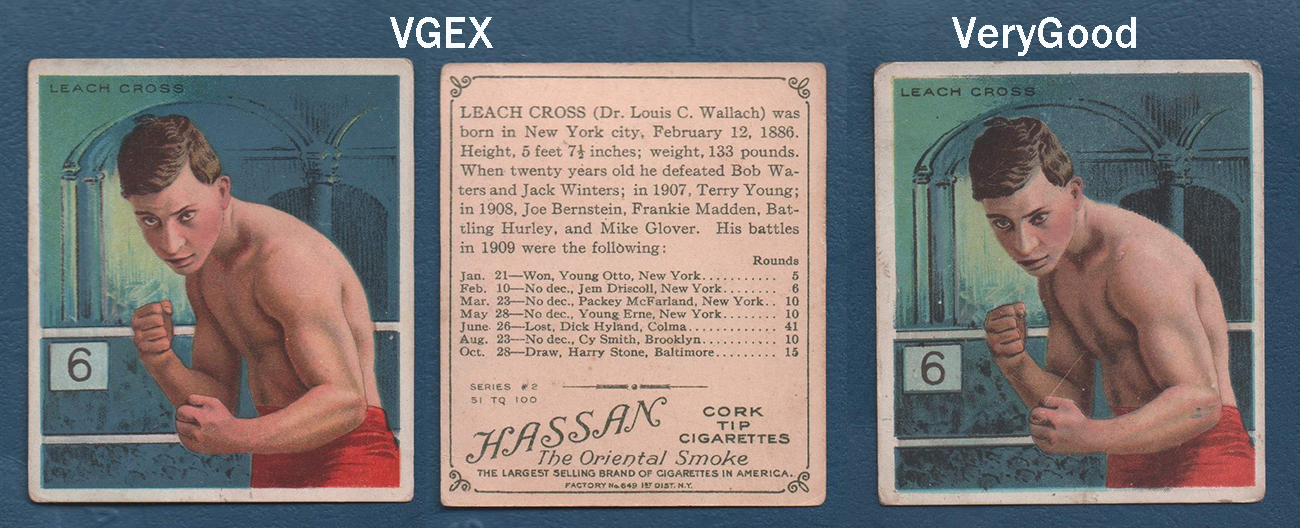 VGEX
VeryGood
LEACH CROSS
6
LEACH CROSS (Dr. Louis C. Wallach) was
born in New York city, February 12, 1886.
Height, 5 feet 7½ inches; weight, 133 pounds.
When twenty years old he defeated Bob Wa-
ters and Jack Winters; in 1907, Terry Young;
in 1908, Joe Bernstein, Frankie Madden, Bat-
tling Hurley, and Mike Glover. His battles
in 1909 were the following:
Rounds
Jan. 21—Won, Young Otto, New York.......... 5
Feb. 10—No dec., Jem Driscoll, New York....... 6
Mar. 23—No dec., Packey McFarland, New York.. 10
May 28—No dec., Young Erne, New York........ 10
June 26—Lost, Dick Hyland, Colma............ 41
Aug. 23—No dec., Cy Smith, Brooklyn.......... 10
Oct. 28—Draw, Harry Stone, Baltimore........ 15
SERIES #2
51 TO 100
HASSAN
CORK
TIP
CIGARETTES
The Oriental Smoke
THE LARGEST SELLING BRAND OF CIGARETTES IN AMERICA.
FACTORY No. 649 1ST DIST. N.Y.
LEACH CROSS
6